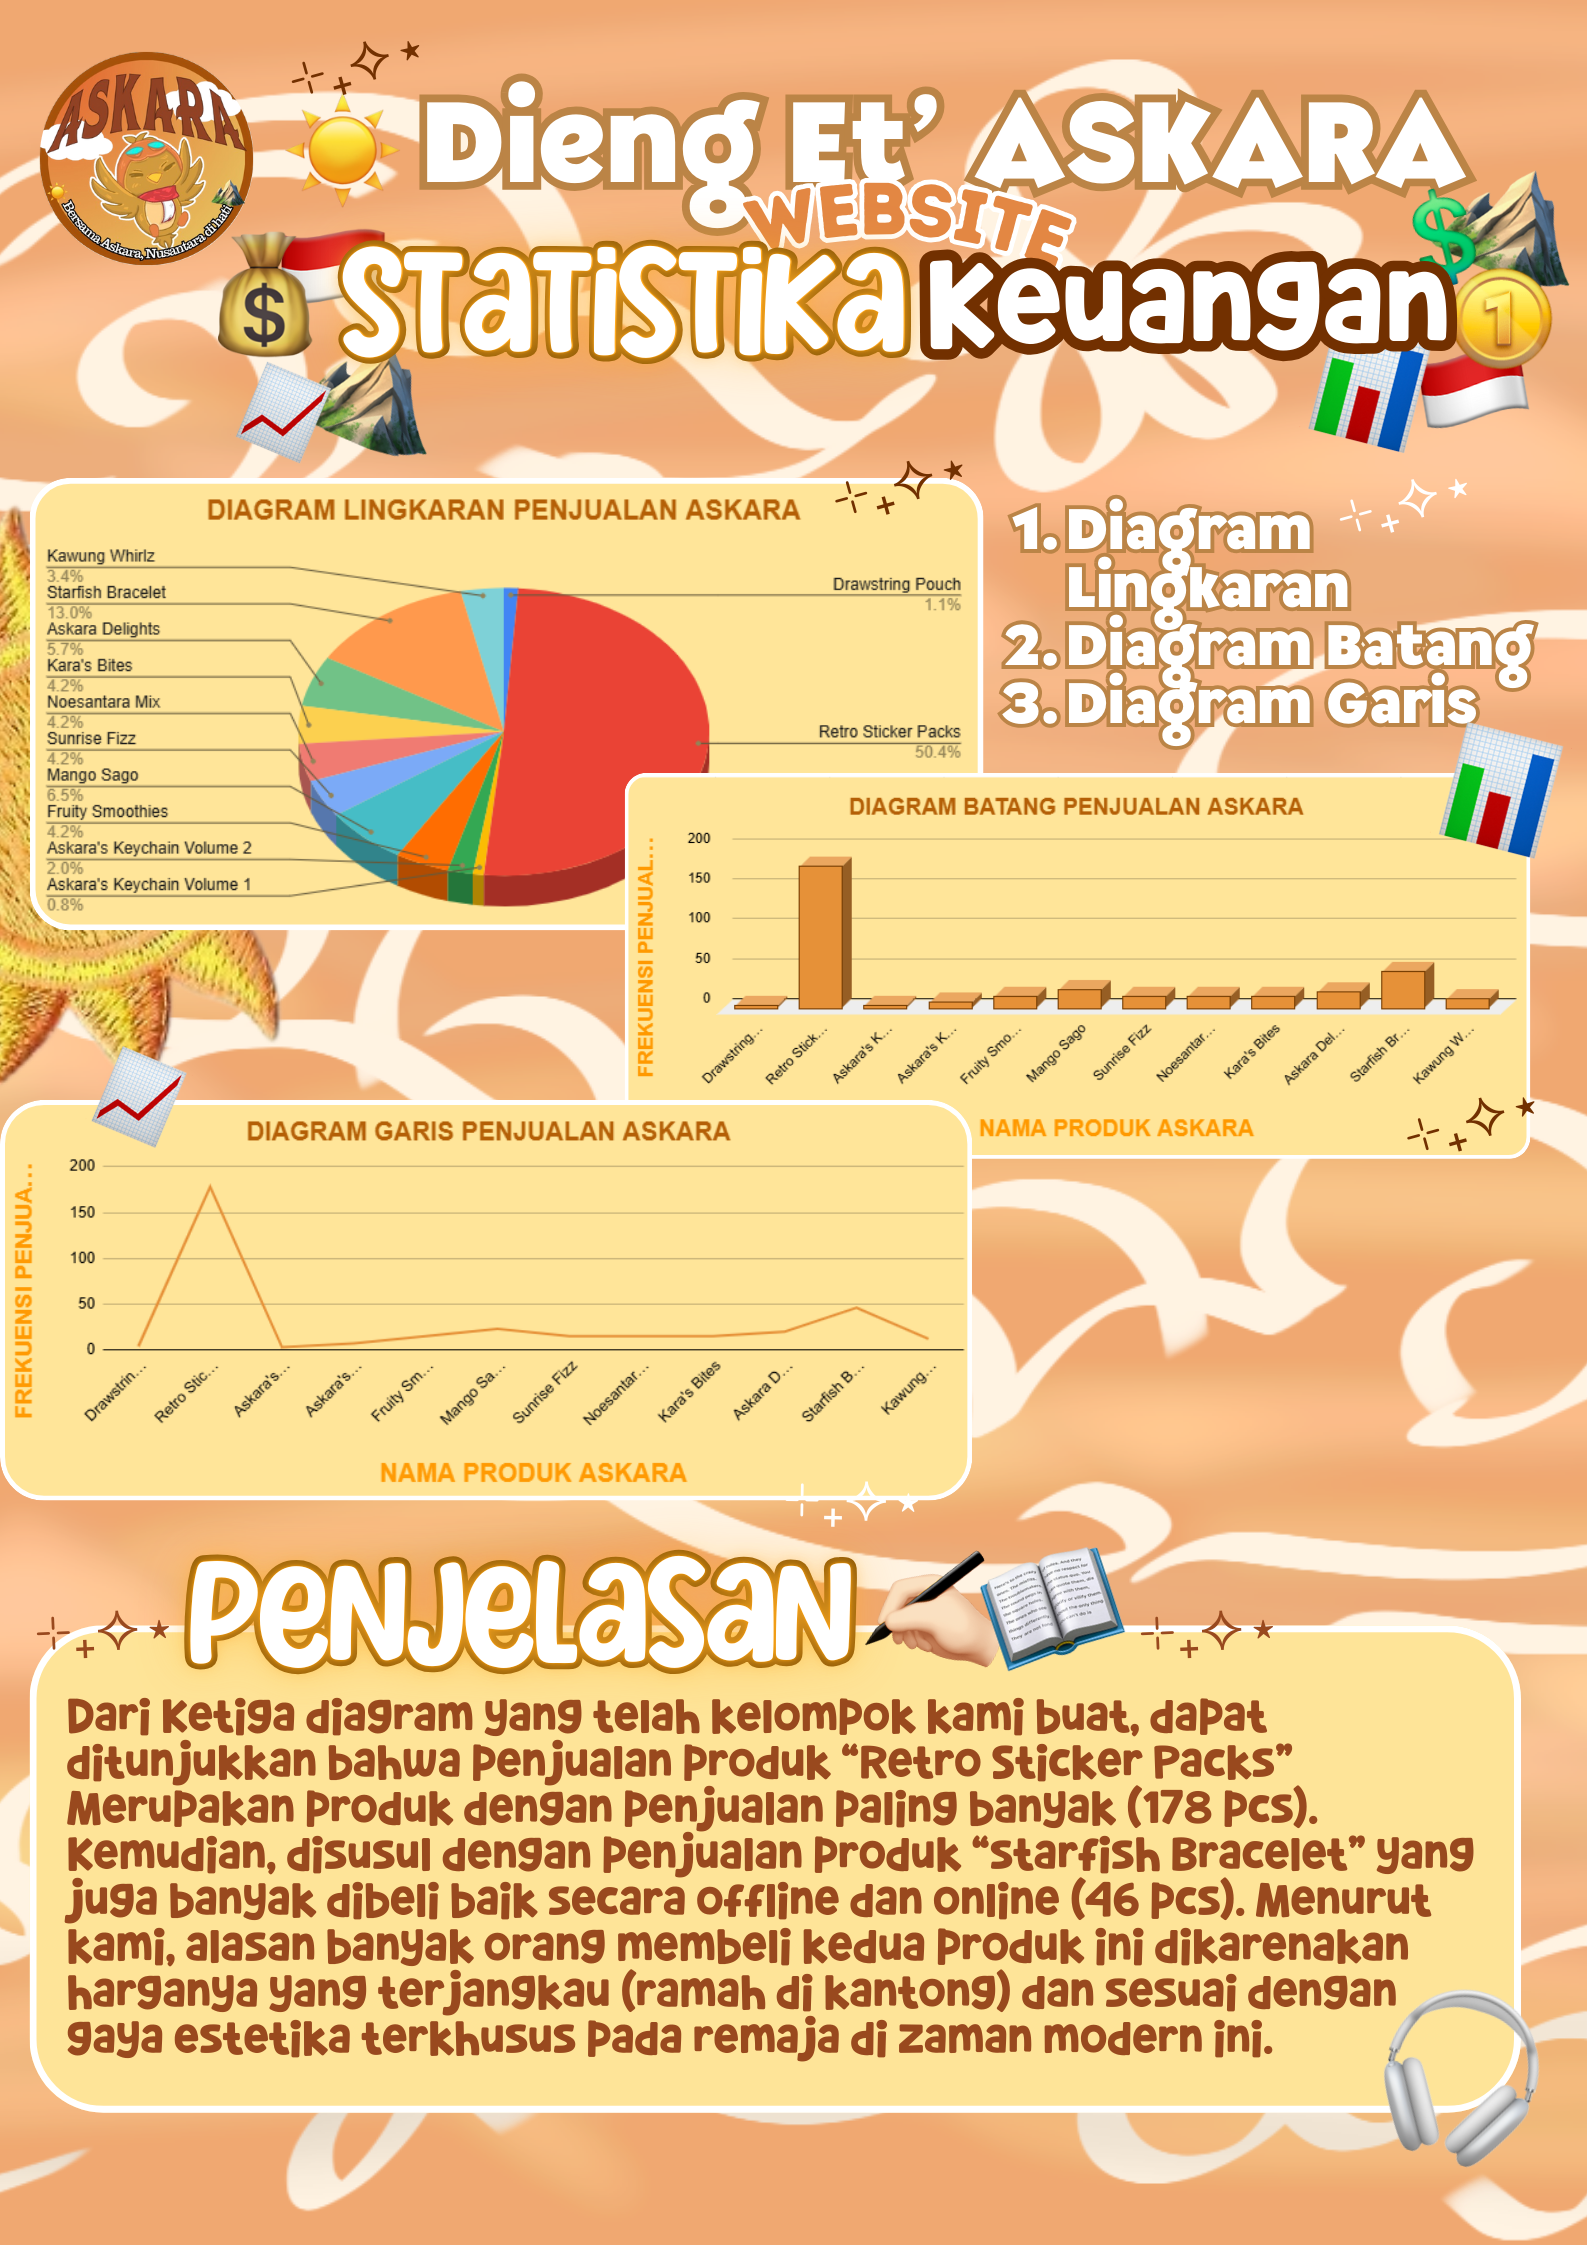 ASKARA
Bersama Askara, Nusantara di hati
Dieng Et' ASKARA
WEBSITE
Statistika Keuangan
DIAGRAM LINGKARAN PENJUALAN ASKARA
Kawung Whirlz
3.4%
Starfish Bracelet
13.0%
Askara Delights
5.7%
Kara's Bites
4.2%
Noesantara Mix
4.2%
Sunrise Fizz
4.2%
Mango Sago
6.5%
Fruity Smoothies
4.2%
Askara's Keychain Volume 2
2.0%
Askara's Keychain Volume 1
0.8%
Drawstring Pouch
1.1%
Retro Sticker Packs
50.4%
1. Diagram
Lingkaran
2. Diagram Batang
3. Diagram Garis
DIAGRAM BATANG PENJUALAN ASKARA
FREKUENSI PENJUAL...
200
150
100
50
0
Drawstring...
Retro Stick...
Askara's K...
Askara's K...
Fruity Smo...
Mango Sago
Sunrise Fizz
Noesantar...
Kara's Bites
Askara Del...
Starfish Br...
Kawung W...
NAMA PRODUK ASKARA
DIAGRAM GARIS PENJUALAN ASKARA
FREKUENSI PENJUA...
200
150
100
50
0
Drawstrin...
Retro Stic...
Askara's...
Askara's...
Fruity Sm...
Mango Sa...
Sunrise Fizz
Noesantar...
Kara's Bites
Askara D...
Starfish B...
Kawung...
NAMA PRODUK ASKARA
Penjelasan
Dari ketiga diagram yang telah kelompok kami buat, dapat
ditunjukkan bahwa penjualan produk “Retro Sticker Packs”
Merupakan produk dengan penjualan paling banyak (178 pcs).
Kemudian, disusul dengan penjualan produk “Starfish Bracelet” yang
juga banyak dibeli baik secara offline dan online (46 pcs). Menurut
kami, alasan banyak orang membeli kedua produk ini dikarenakan
harganya yang terjangkau (ramah di kantong) dan sesuai dengan
gaya estetika terkhusus pada remaja di zaman modern ini.